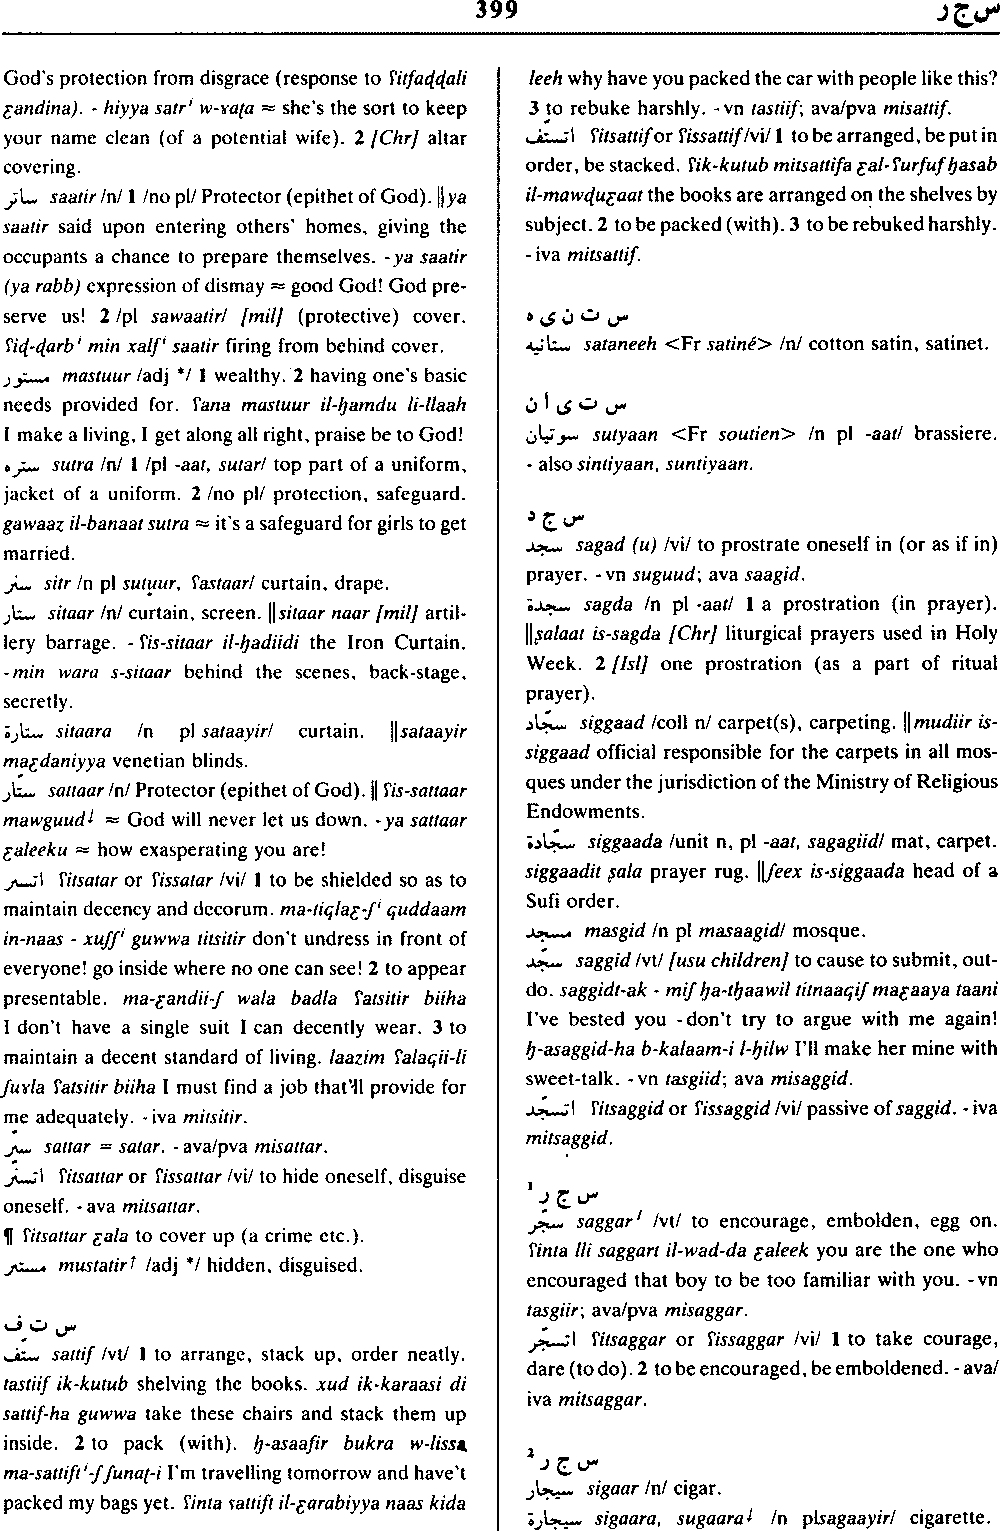 399
س ج ر
God's protection from disgrace (response to ʕitfaḍḍali
ƹandina). - hiyya satrⁱ w-ɤaṭa ≈ she's the sort to keep
your name clean (of a potential wife). 2 [Chr] altar
covering.
ساتر saatir /n/ 1 /no pl/ Protector (epithet of God). ‖ya
saatir said upon entering others' homes, giving the
occupants a chance to prepare themselves. -ya saatir
(ya rabb) expression of dismay ≈ good God! God pre-
serve us! 2 /pl sawaatir/ [mil] (protective) cover.
ʕiḍ-ḍarbⁱ min xalfⁱ saatir firing from behind cover.
مستور mastuur /adj */ 1 wealthy. 2 having one's basic
needs provided for. ʕana mastuur il-ḥamdu li-llaah
I make a living, I get along all right, praise be to God!
ستره sutra /n/ 1 /pl -aat, sutar/ top part of a uniform,
jacket of a uniform. 2 /no pl/ protection, safeguard.
gawaaz il-banaat sutra ≈ it's a safeguard for girls to get
married.
ستر sitr /n pl sutuur, ʕastaar/ curtain, drape.
ستار sitaar /n/ curtain, screen. ‖sitaar naar [mil] artil-
lery barrage. - ʕis-sitaar il-ḥadiidi the Iron Curtain.
-min wara s-sitaar behind the scenes, back-stage,
secretly.
ستارة sitaara /n pl sataayir/ curtain. ‖sataayir
maƹdaniyya venetian blinds.
ستّار sattaar /n/ Protector (epithet of God). ‖ ʕis-sattaar
mawguud↓ ≈ God will never let us down. -ya sattaar
ƹaleeku ≈ how exasperating you are!
اتستر ʕitsatar or ʕissatar /vi/ 1 to be shielded so as to
maintain decency and decorum. ma-tiqlaƹ-ʃⁱ quddaam
in-naas - xuʃʃⁱ guwwa titsitir don't undress in front of
everyone! go inside where no one can see! 2 to appear
presentable. ma-ƹandii-ʃ wala badla ʕatsitir biiha
I don't have a single suit I can decently wear. 3 to
maintain a decent standard of living. laazim ʕalaqii-li
ʃuɤla ʕatsitir biiha I must find a job that'll provide for
me adequately. -iva mitsitir.
ستّر sattar = satar. -ava/pva misattar.
اتستّر ʕitsattar or ʕissattar /vi/ to hide oneself, disguise
oneself. -ava mitsattar.
¶ ʕitsattar ƹala to cover up (a crime etc.).
مستتر mustatir↑ /adj */ hidden, disguised.
س ت ف
ستّف sattif /vt/ 1 to arrange, stack up, order neatly.
tastiif ik-kutub shelving the books. xud ik-karaasi di
sattif-ha guwwa take these chairs and stack them up
inside. 2 to pack (with). ḥ-asaafir bukra w-lissa
ma-sattiftⁱ-ʃ ʃunaṭ-i I'm travelling tomorrow and have't
packed my bags yet. ʕinta sattift il-ƹarabiyya naas kida
leeh why have you packed the car with people like this?
3 to rebuke harshly. -vn tastiif; ava/pva misattif.
اتستّف ʕitsattif or ʕissattif /vi/ 1 to be arranged, be put in
order, be stacked. ʕik-kutub mitsattifa ƹal-ʕurfuf ḥasab
il-mawḍuƹaat the books are arranged on the shelves by
subject. 2 to be packed (with). 3 to be rebuked harshly.
-iva mitsattif.
س ت ن ي ه
ستانيه sataneeh <Fr satiné> /n/ cotton satin, satinet.
س ت ي أ ن
سوتيان sutyaan <Fr soutien> /n pl -aat/ brassiere.
- also sintiyaan, suntiyaan.
س ج د
سجد sagad (u) /vi/ to prostrate oneself in (or as if in)
prayer. -vn suguud; ava saagid.
سجدة sagda /n pl -aat/ 1 a prostration (in prayer).
‖ṣalaat is-sagda [Chr] liturgical prayers used in Holy
Week. 2 [Isl] one prostration (as a part of ritual
prayer).
سجّاد siggaad /coll n/ carpet(s), carpeting. ‖mudiir is-
siggaad official responsible for the carpets in all mos-
ques under the jurisdiction of the Ministry of Religious
Endowments.
سجّادة siggaada /unit n, pl -aat, sagagiid/ mat, carpet.
siggaadit ṣala prayer rug. ‖ʃeex is-siggaada head of a
Sufi order.
مسجد masgid /n pl masaagid/ mosque.
سجّد saggid /vt/ [usu children] to cause to submit, out-
do. saggidt-ak - miʃ ḥa-tḥaawil titnaaqiʃ maƹaaya taani
I've bested you -don't try to argue with me again!
ḥ-asaggid-ha b-kalaam-i l-ḥilw I'll make her mine with
sweet-talk. -vn tasgiid; ava misaggid.
اتسجّد ʕitsaggid or ʕissaggid /vi/ passive of saggid. -iva
mitsaggid.
س ج ر ¹
سجّر saggarⁱ /vt/ to encourage, embolden, egg on.
ʕinta lli saggart il-wad-da ƹaleek you are the one who
encouraged that boy to be too familiar with you. -vn
tasgiir; ava/pva misaggar.
اتسجّر ʕitsaggar or ʕissaggar /vi/ 1 to take courage,
dare (to do). 2 to be encouraged, be emboldened. -ava/
iva mitsaggar.
س ج ر ²
سيجار sigaar /n/ cigar.
سيجارة sigaara, sugaara↓ /n plsagaayir/ cigarette.